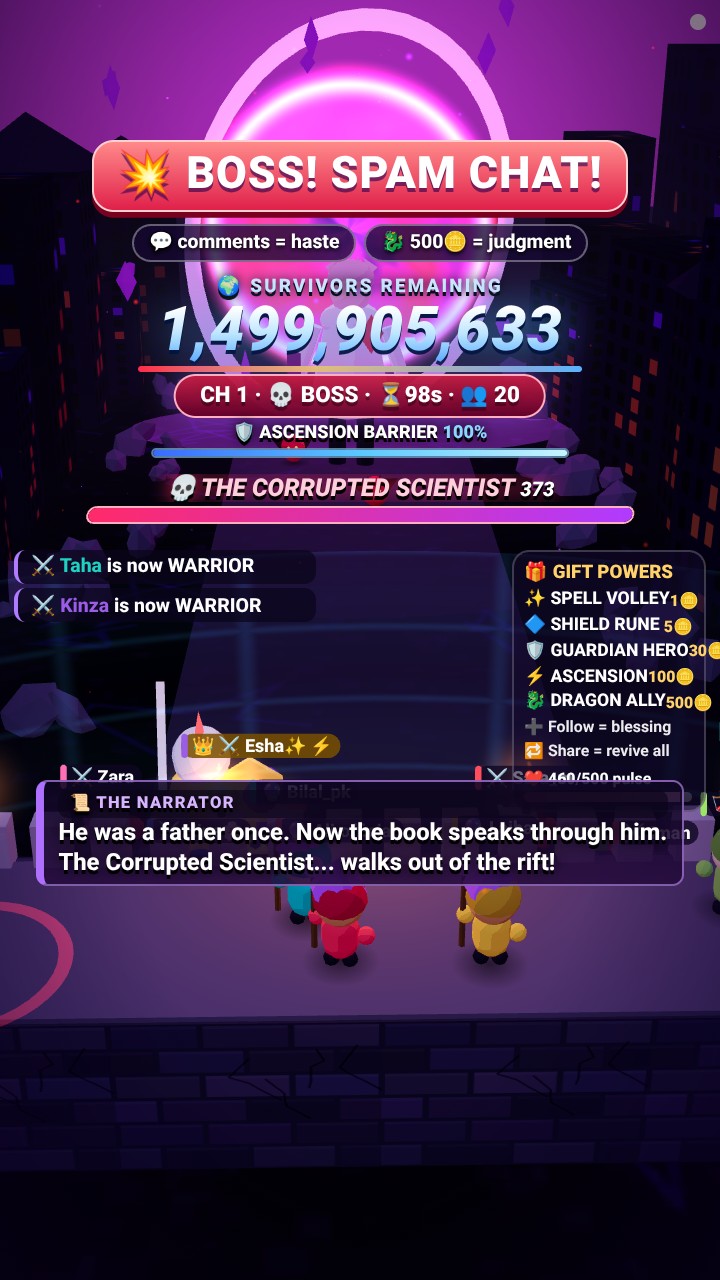 💥 BOSS! SPAM CHAT!
💬 comments = haste
🐉 500🪙 = judgment
🌍 SURVIVORS REMAINING
1,499,905,633
CH 1 · 💀 BOSS · ⏳98s · 👥 20
🛡️ ASCENSION BARRIER 100%
💀 THE CORRUPTED SCIENTIST 373
⚔️ Taha is now WARRIOR
⚔️ Kinza is now WARRIOR
🎁 GIFT POWERS
✨ SPELL VOLLEY 1🪙
🔷 SHIELD RUNE 5🪙
🛡️ GUARDIAN HERO 30🪙
⚡ ASCENSION 100🪙
🐉 DRAGON ALLY 500🪙
➕ Follow = blessing
🔁 Share = revive all
❤️ 460/500 pulse
👑 ⚔️ Esha✨ ⚡
⚔️ Zara
Bilal_pk
📜 THE NARRATOR
He was a father once. Now the book speaks through him.
The Corrupted Scientist... walks out of the rift!